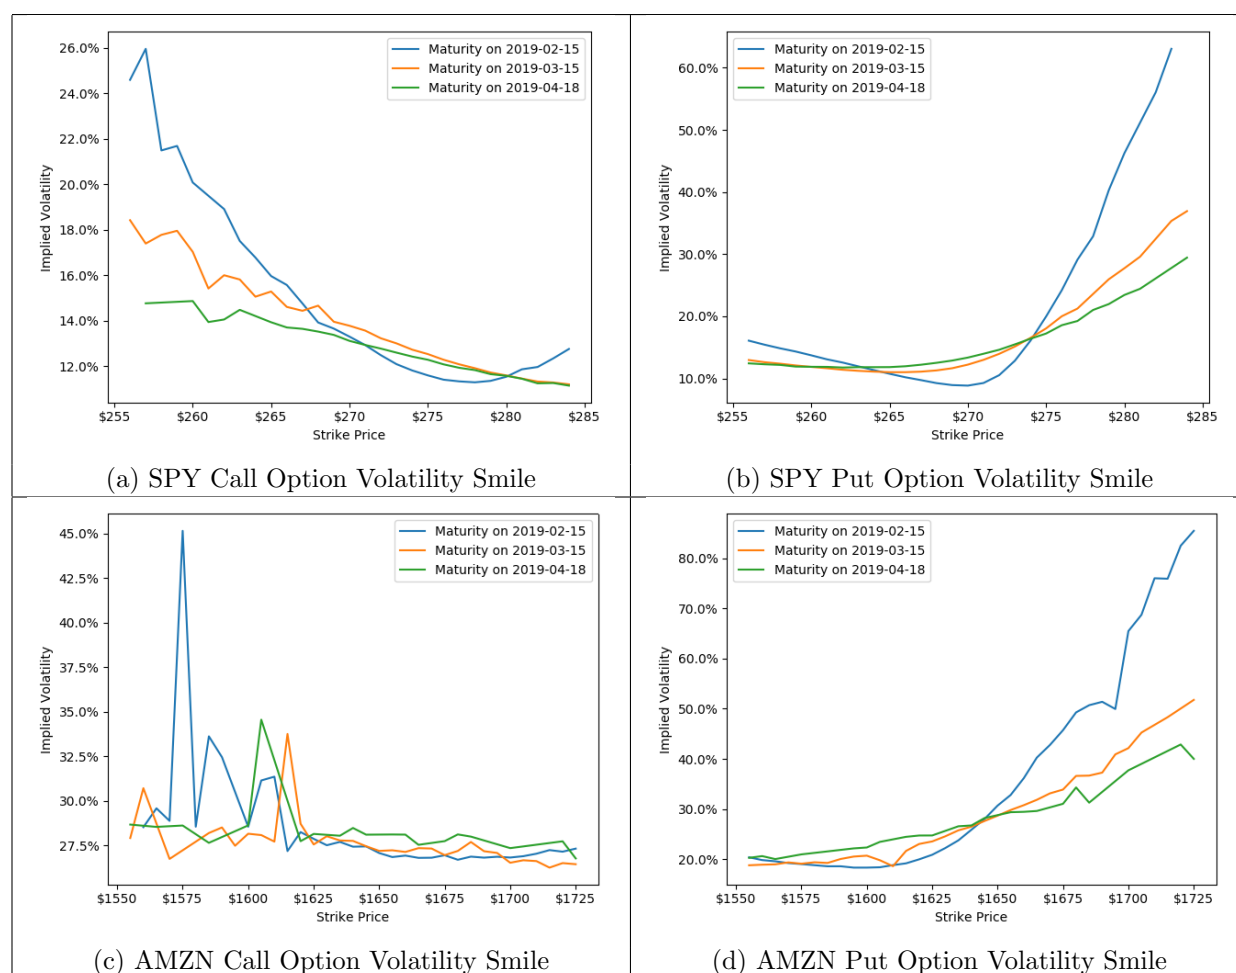 26.0%
24.0%
22.0%
20.0%
18.0%
16.0%
14.0%
12.0%
Implied Volatility
Maturity on 2019-02-15
Maturity on 2019-03-15
Maturity on 2019-04-18
$255 $260 $265 $270 $275 $280 $285
Strike Price
(a) SPY Call Option Volatility Smile
60.0%
50.0%
40.0%
30.0%
20.0%
10.0%
Implied Volatility
Maturity on 2019-02-15
Maturity on 2019-03-15
Maturity on 2019-04-18
$255 $260 $265 $270 $275 $280 $285
Strike Price
(b) SPY Put Option Volatility Smile
45.0%
42.5%
40.0%
37.5%
35.0%
32.5%
30.0%
27.5%
Implied Volatility
Maturity on 2019-02-15
Maturity on 2019-03-15
Maturity on 2019-04-18
$1550 $1575 $1600 $1625 $1650 $1675 $1700 $1725
Strike Price
(c) AMZN Call Option Volatility Smile
80.0%
70.0%
60.0%
50.0%
40.0%
30.0%
20.0%
Implied Volatility
Maturity on 2019-02-15
Maturity on 2019-03-15
Maturity on 2019-04-18
$1550 $1575 $1600 $1625 $1650 $1675 $1700 $1725
Strike Price
(d) AMZN Put Option Volatility Smile